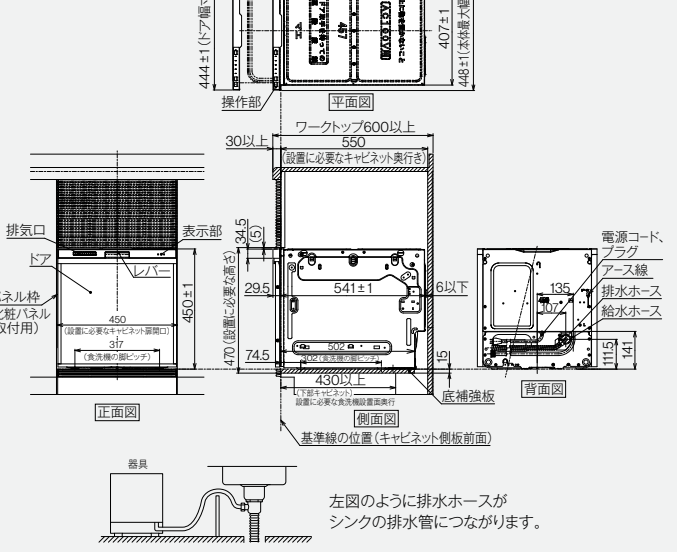 444±1(ドア幅
407±1
448±1(本体最大幅
操作部
平面図
ワークトップ600以上
30以上
550
(設置に必要なキャビネット奥行き)
排気口
ドア
表示部
レバー
ネル枠
化粧パネル
取付用)
450
(設置に必要なキャビネット扉開口)
317
(食洗機の脚ピッチ)
450±1
正面図
34.5
(5)
470(設置に必要な高さ)
29.5
541±1
6以下
74.5
502
302(食洗機の脚ピッチ)
15
430以上
(下部キャビネット)
設置に必要な食洗機設置面奥行
底補強板
側面図
基準線の位置(キャビネット側板前面)
電源コード、
プラグ
アース線
排水ホース
給水ホース
135
107
111.5
141
背面図
器具
左図のように排水ホースが
シンクの排水管につながります。